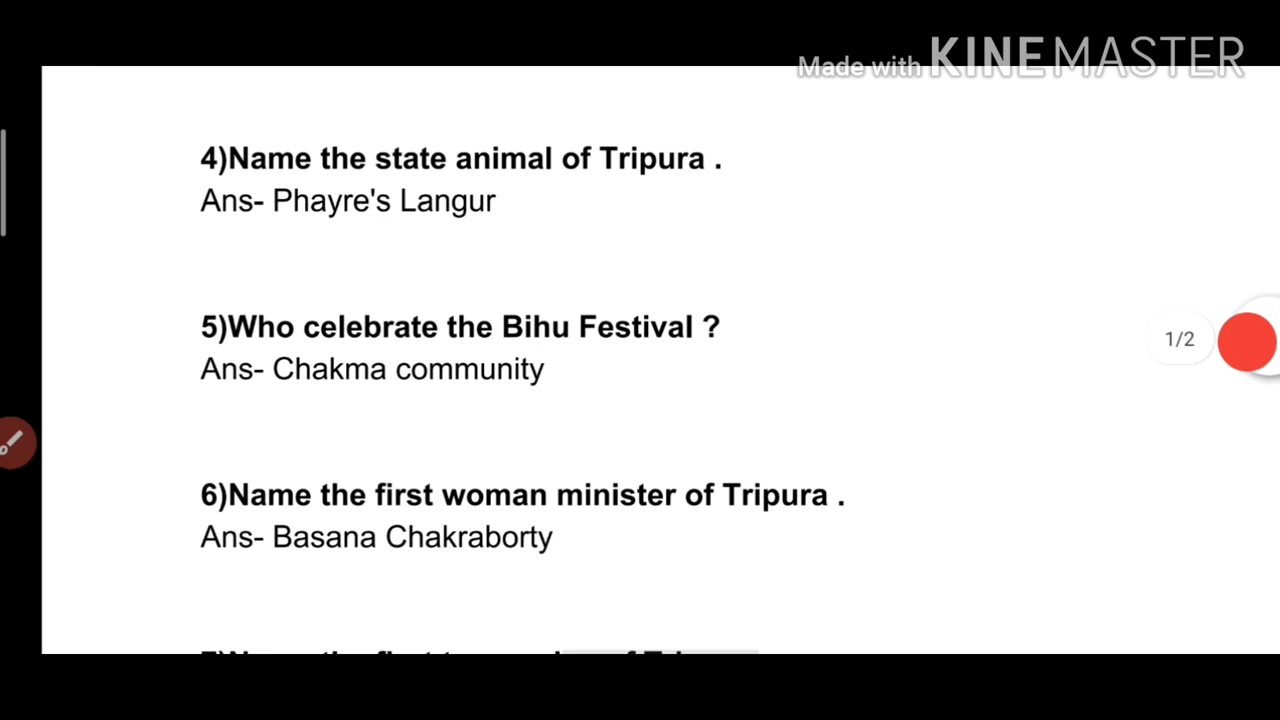 Made with KINEMASTER
4)Name the state animal of Tripura .
Ans- Phayre's Langur
5)Who celebrate the Bihu Festival ?
Ans- Chakma community
1/2
6)Name the first woman minister of Tripura .
Ans- Basana Chakraborty